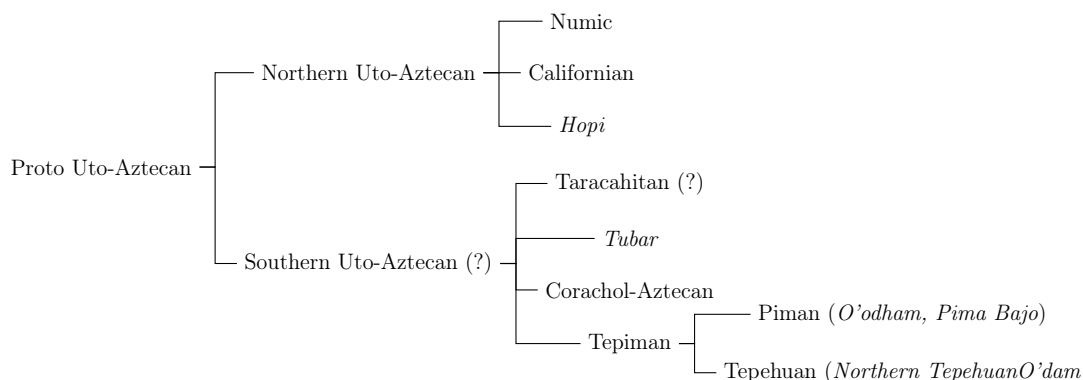 Numic
Northern Uto-Aztecan
Californian
Hopi
Proto Uto-Aztecan
Taracahitan (?)
Tubar
Southern Uto-Aztecan (?)
Corachol-Aztecan
Piman (O'odham, Pima Bajo)
Tepiman
Tepehuan (Northern TepehuanO'dam